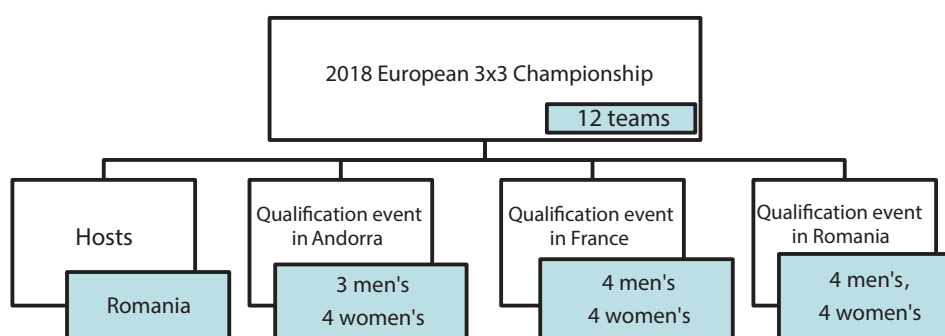 2018 European 3x3 Championship
12 teams
Hosts
Romania
Qualification event
in Andorra
3 men's
4 women's
Qualification event
in France
4 men's
4 women's
Qualification event
in Romania
4 men's,
4 women's